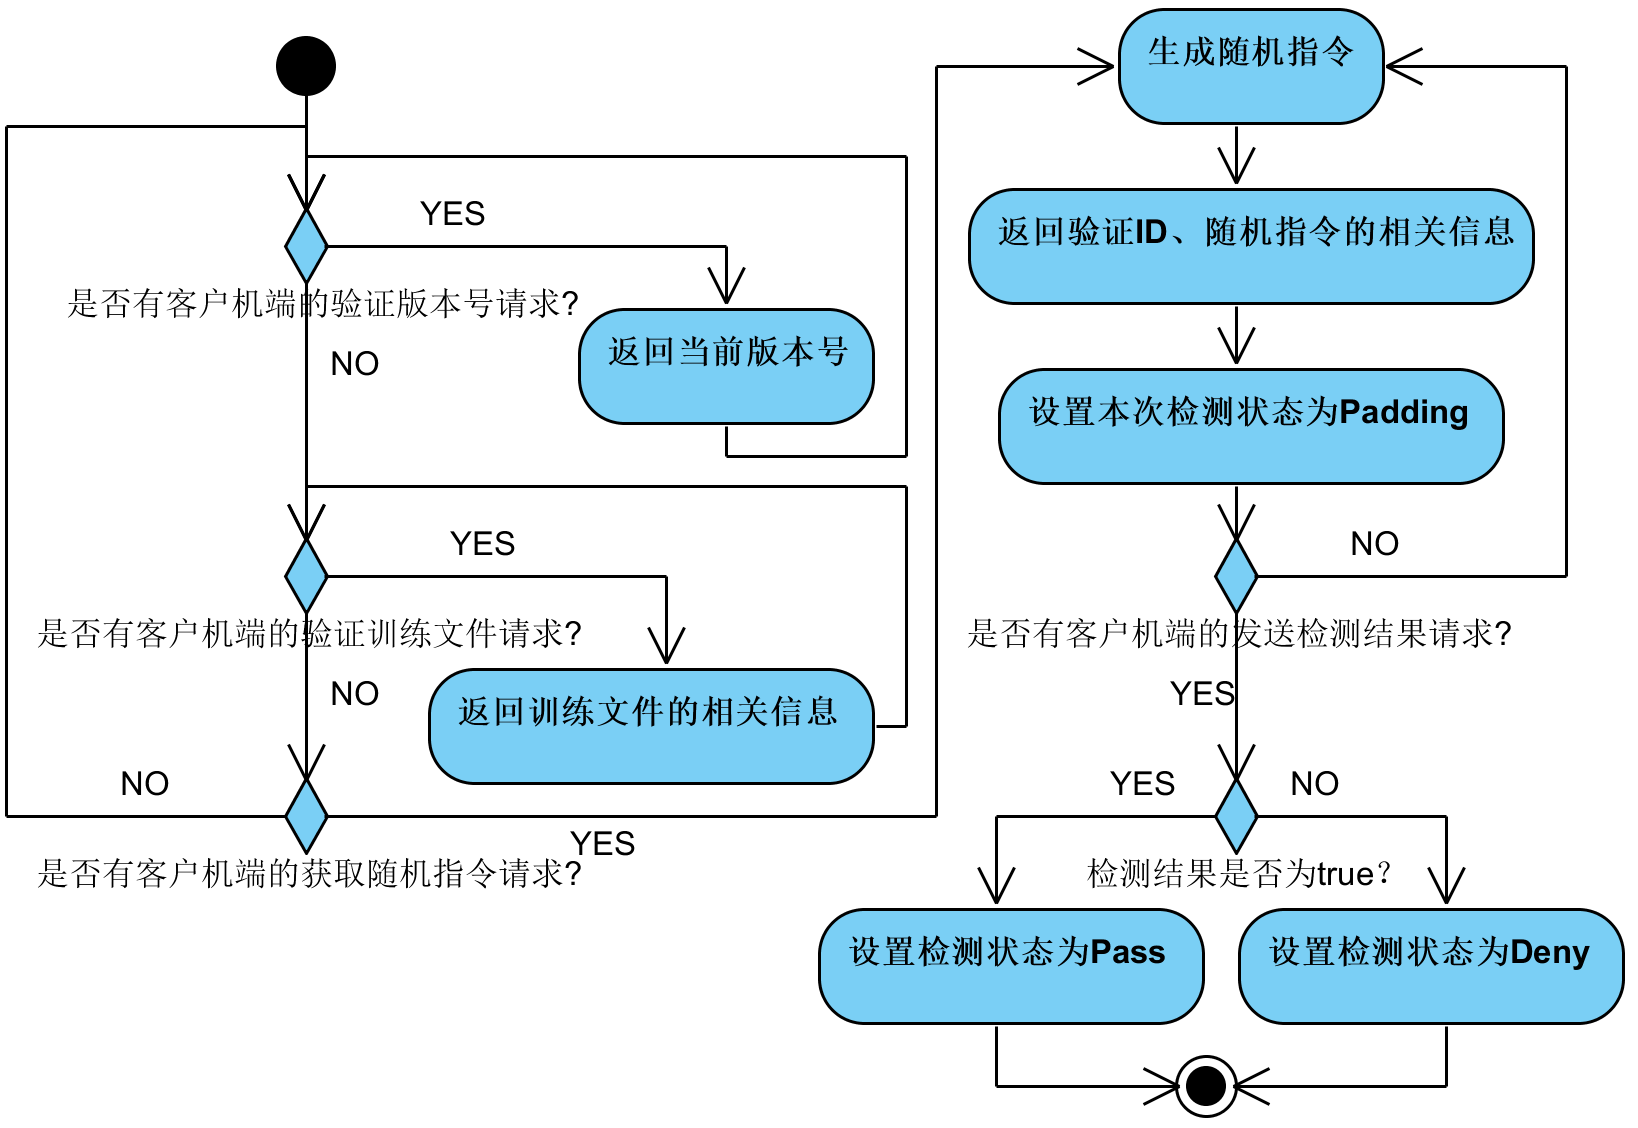 YES
是否有客户机端的验证版本号请求?
返回当前版本号
NO
YES
是否有客户机端的验证训练文件请求?
NO
返回训练文件的相关信息
NO
YES
是否有客户机端的获取随机指令请求?
生成随机指令
返回验证ID、随机指令的相关信息
设置本次检测状态为Padding
NO
是否有客户机端的发送检测结果请求?
YES
YES
NO
检测结果是否为true？
设置检测状态为Pass
设置检测状态为Deny